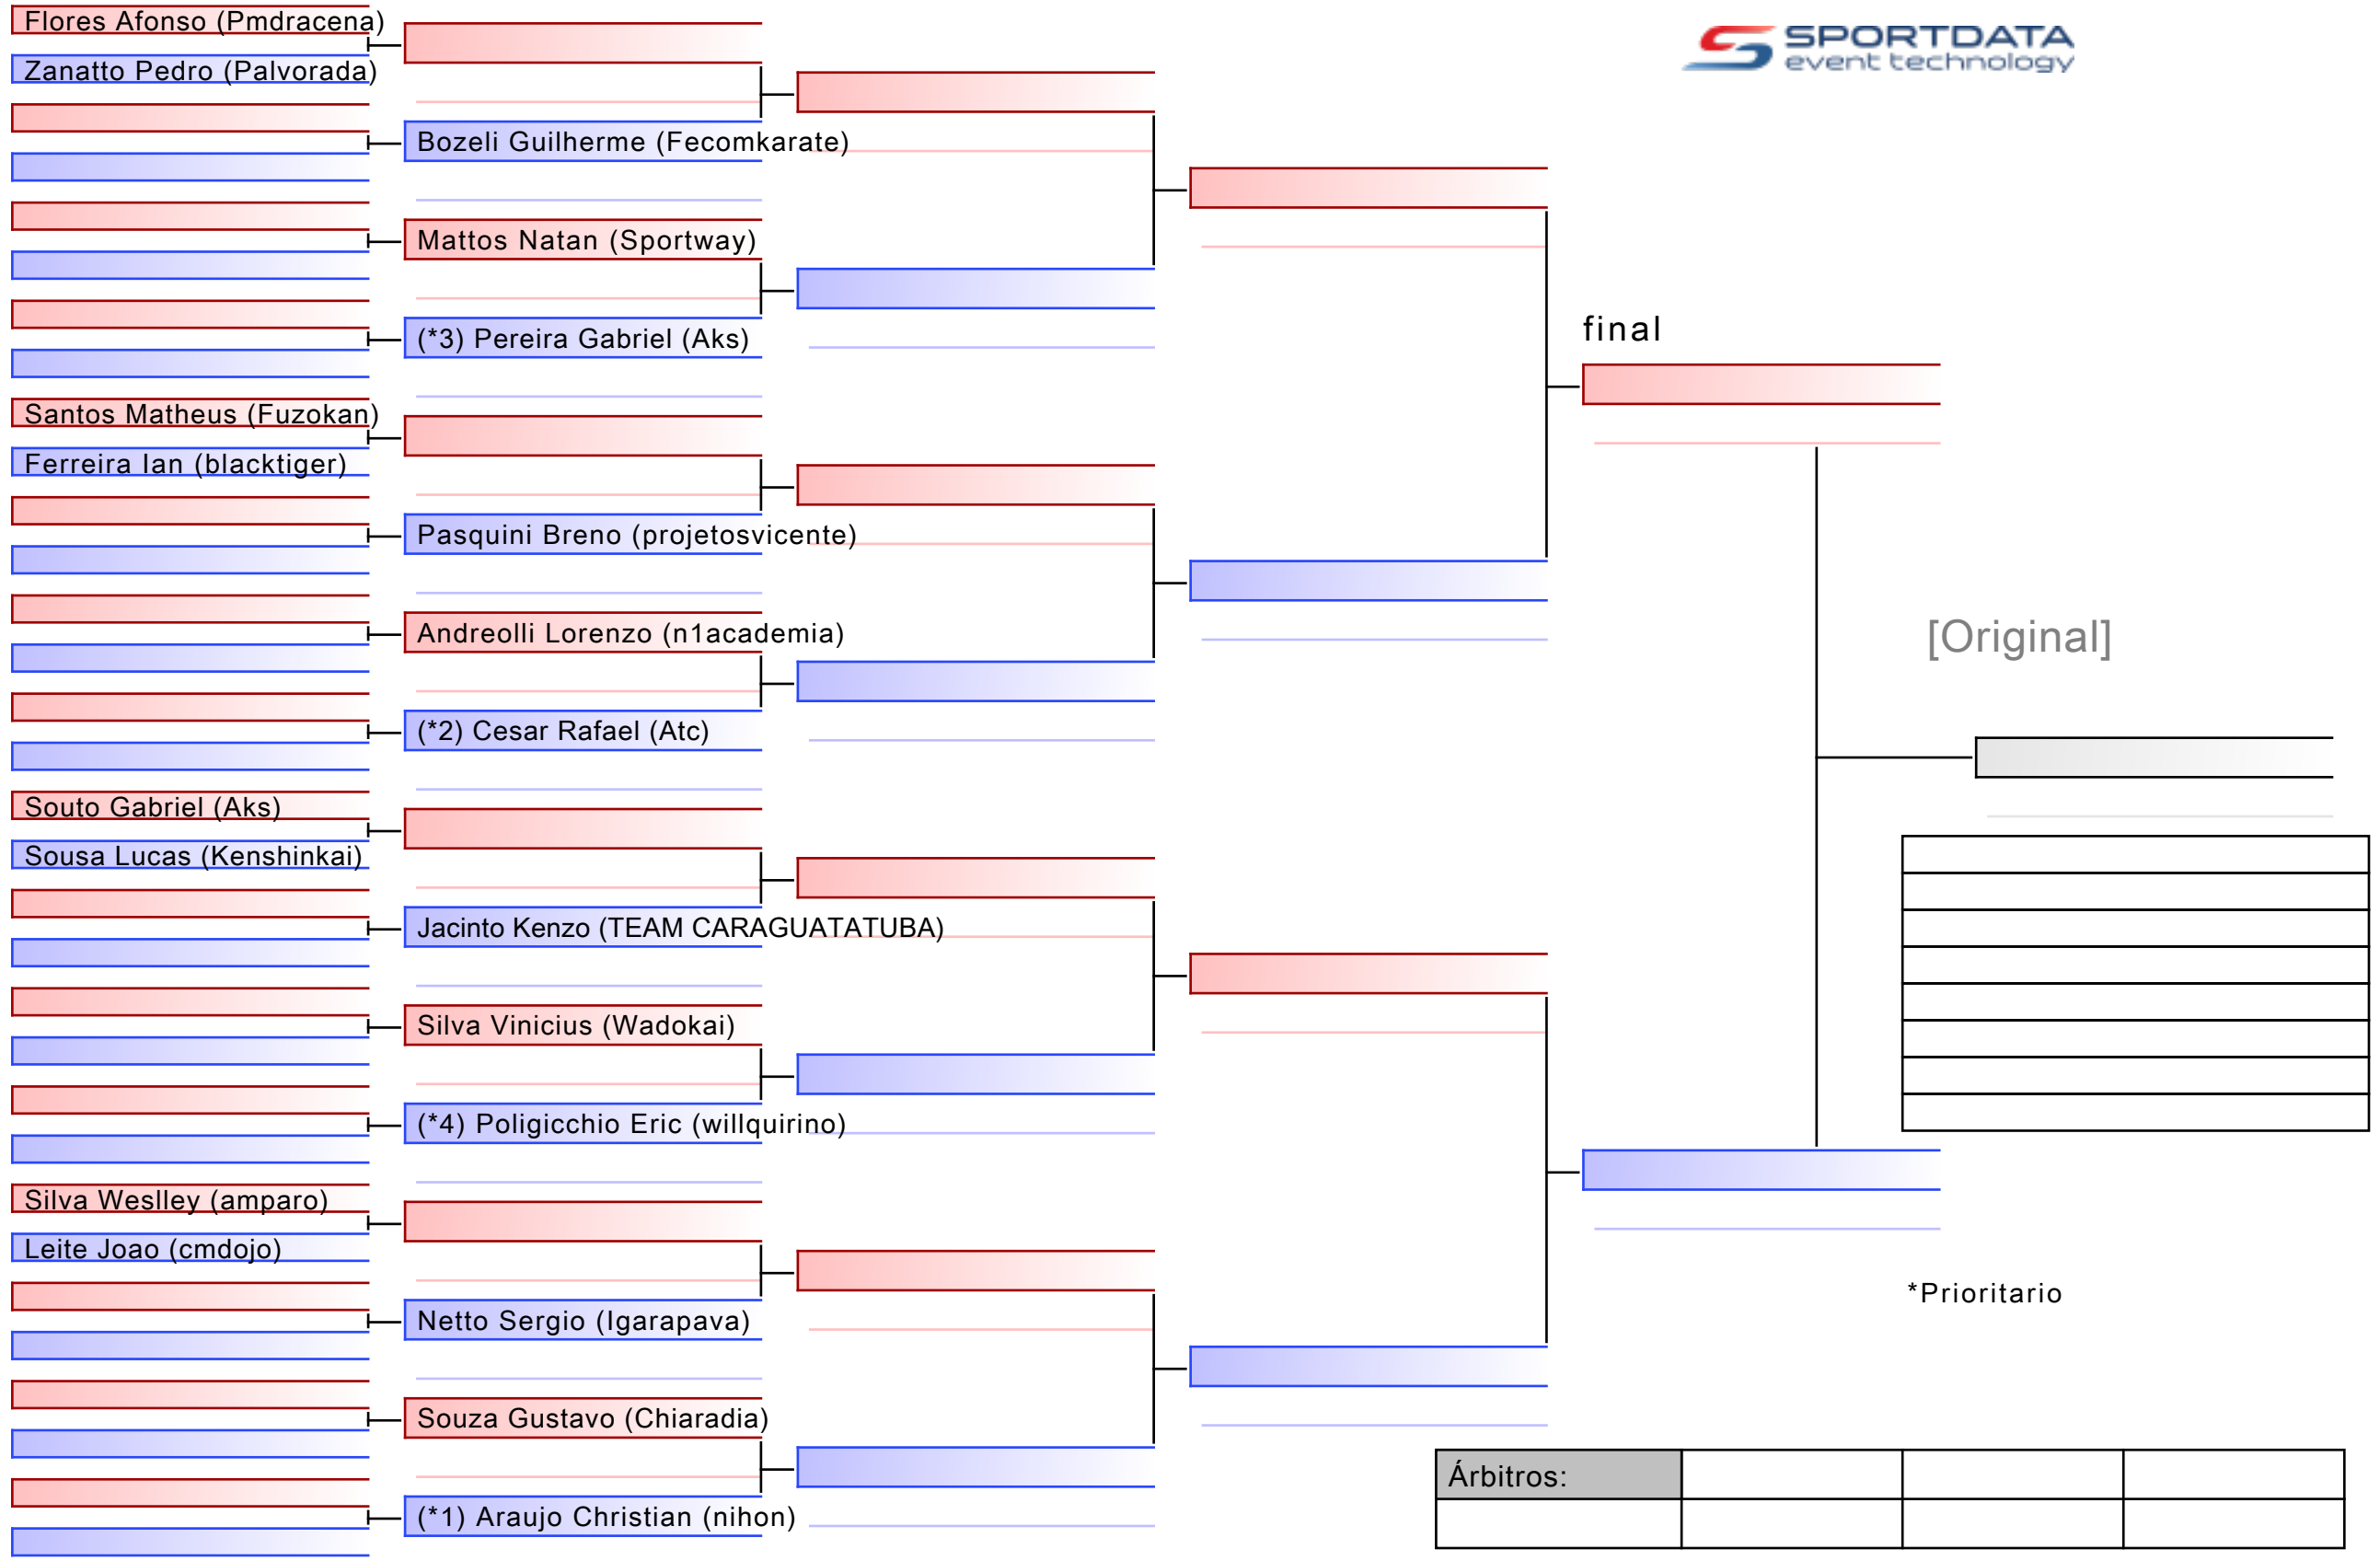 Flores Afonso (Pmdracena)
Zanatto Pedro (Palvorada)
Bozeli Guilherme (Fecomkarate)
Mattos Natan (Sportway)
(*3) Pereira Gabriel (Aks)
Santos Matheus (Fuzokan)
Ferreira Ian (blacktiger)
Pasquini Breno (projetosvicente)
Andreolli Lorenzo (n1academia)
(*2) Cesar Rafael (Atc)
Souto Gabriel (Aks)
Sousa Lucas (Kenshinkai)
Jacinto Kenzo (TEAM CARAGUATATUBA)
Silva Vinicius (Wadokai)
(*4) Poligicchio Eric (willquirino)
Silva Weslley (amparo)
Leite Joao (cmdojo)
Netto Sergio (Igarapava)
Souza Gustavo (Chiaradia)
(*1) Araujo Christian (nihon)
SPORTDATA
event technology
final
[Original]
*Prioritario
Árbitros: